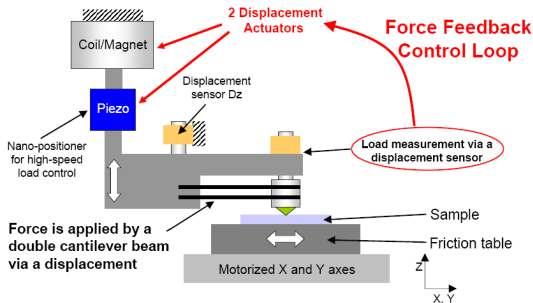 2 Displacement
Actuators
Force Feedback
Control Loop
Coil/Magnet
Piezo
Displacement
sensor Dz
Nano-positioner
for high-speed
load control
Load measurement via a
displacement sensor
Force is applied by a
double cantilever beam
via a displacement
Sample
Friction table
Motorized X and Y axes
Z
X, Y